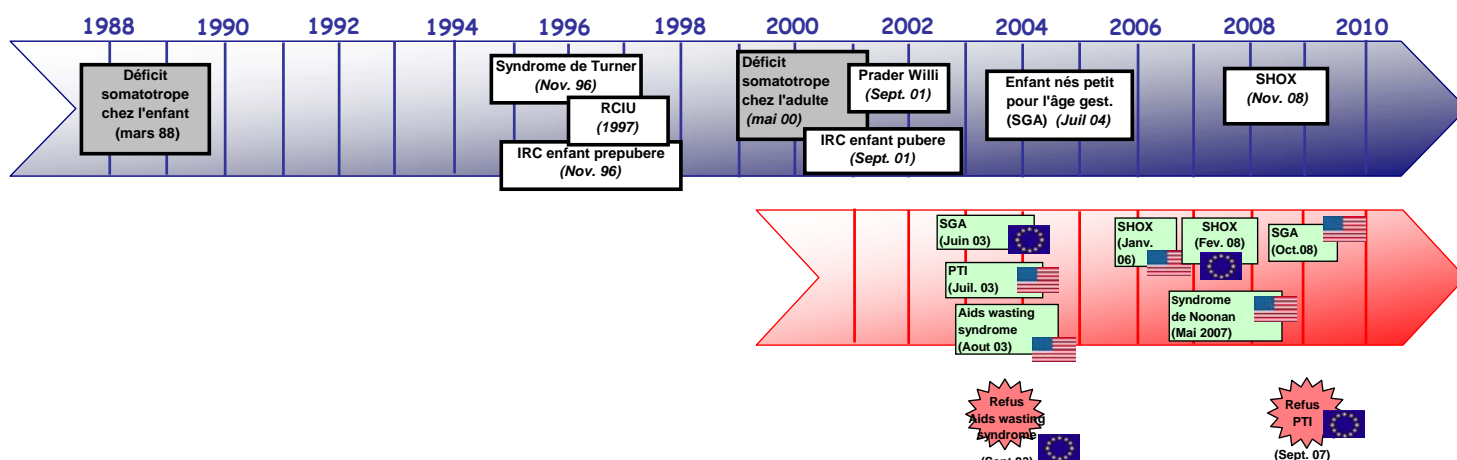 1988 1990 1992 1994 1996 1998 2000 2002 2004 2006 2008 2010
Déficit
somatotrope
chez l'enfant
(mars 88)
Syndrome de Turner
(Nov. 96)
RCIU
(1997)
IRC enfant prepubere
(Nov. 96)
Déficit
somatotrope
chez l'adulte
(mai 00)
Prader Willi
(Sept. 01)
IRC enfant pubere
(Sept. 01)
Enfant nés petit
pour l'âge gest.
(SGA) (Juil 04)
SHOX
(Nov. 08)
SGA
(Juin 03)
PTI
(Juil. 03)
Aids wasting
syndrome
(Aout 03)
SHOX
(Janv.
06)
SHOX
(Fev. 08)
SGA
(Oct.08)
Syndrome
de Noonan
(Mai 2007)
Refus
Aids wasting
syndrome
Refus
PTI
(Sept. 07)